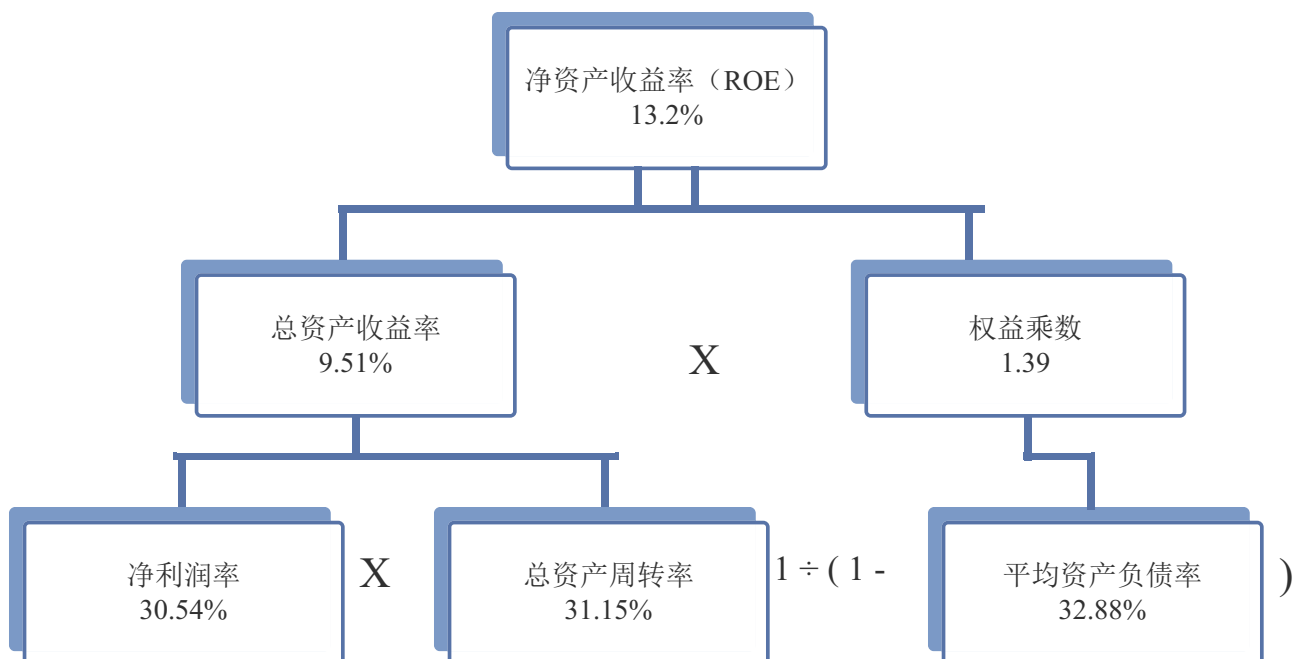 净资产收益率（ROE）
13.2%
总资产收益率
9.51%
X
权益乘数
1.39
净利润率
30.54%
X
总资产周转率
31.15%
1 ÷ ( 1 -
平均资产负债率
32.88%
)